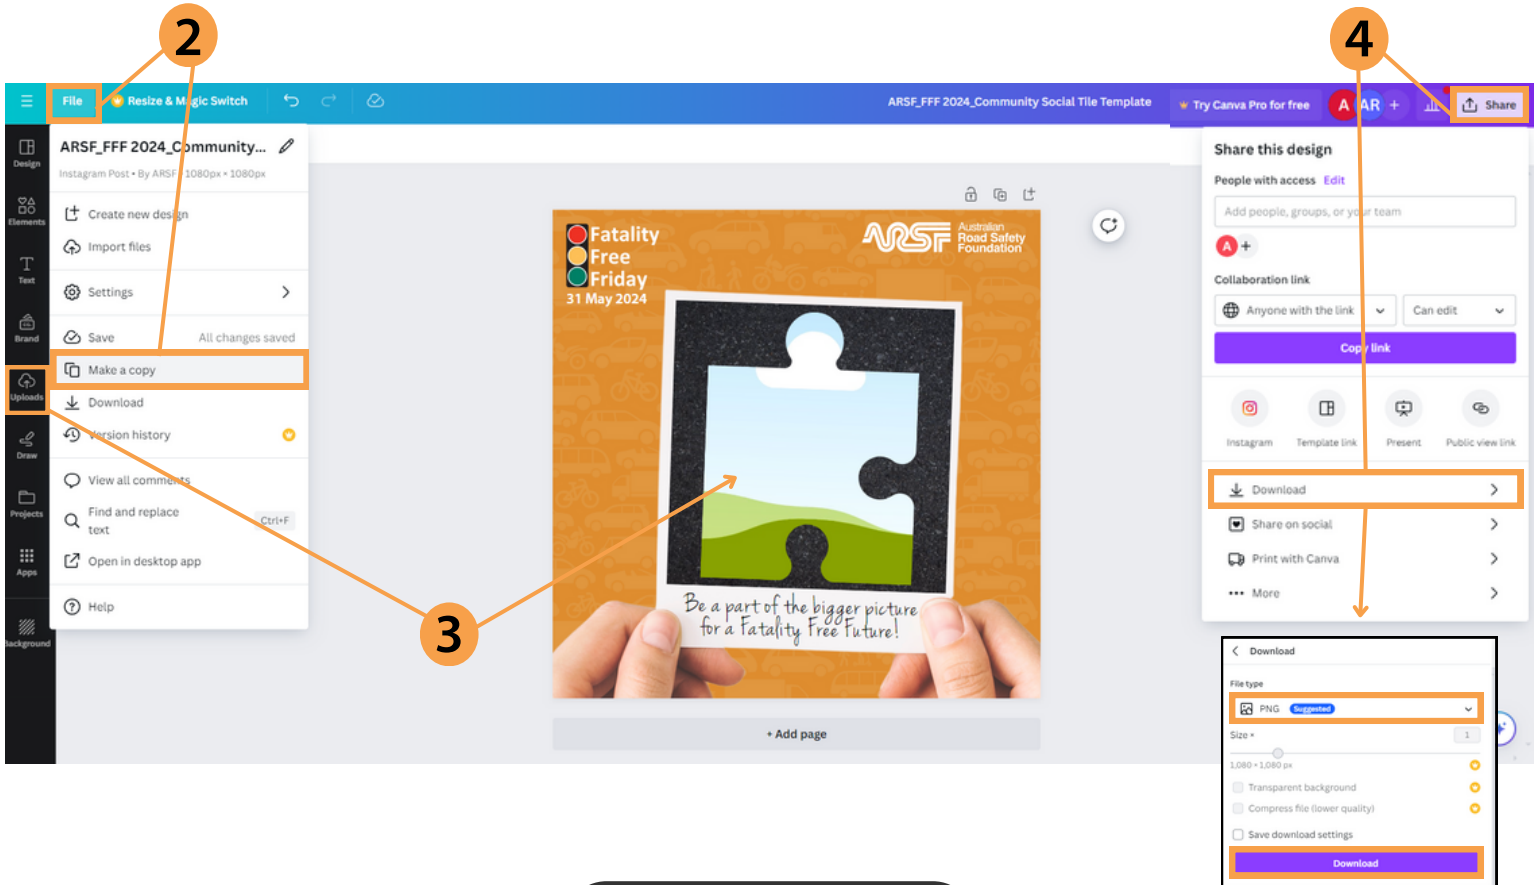 2
4
File
Resize & Magic Switch
ARSF_FFF 2024_Community Social Tile Template
Try Canva Pro for free
A
AR
+
Share
Design
Elements
Text
Brand
Uploads
Draw
Projects
Apps
Background
ARSF_FFF 2024_Community...
Instagram Post • By ARSF • 1080px × 1080px
Create new design
Import files
Settings
Save
All changes saved
Make a copy
Download
Version history
View all comments
Find and replace
text
Ctrl+F
Open in desktop app
Help
3
Fatality
Free
Friday
31 May 2024
ARSF
Australian
Road Safety
Foundation
Be a part of the bigger picture
for a Fatality Free Future!
+ Add page
Share this design
People with access Edit
Add people, groups, or your team
A +
Collaboration link
Anyone with the link
Can edit
Copy link
Instagram
Template link
Present
Public view link
Download
Share on social
Print with Canva
More
Download
File type
PNG Suggested
Size ×
1
1,080 × 1,080 px
Transparent background
Compress file (lower quality)
Save download settings
Download